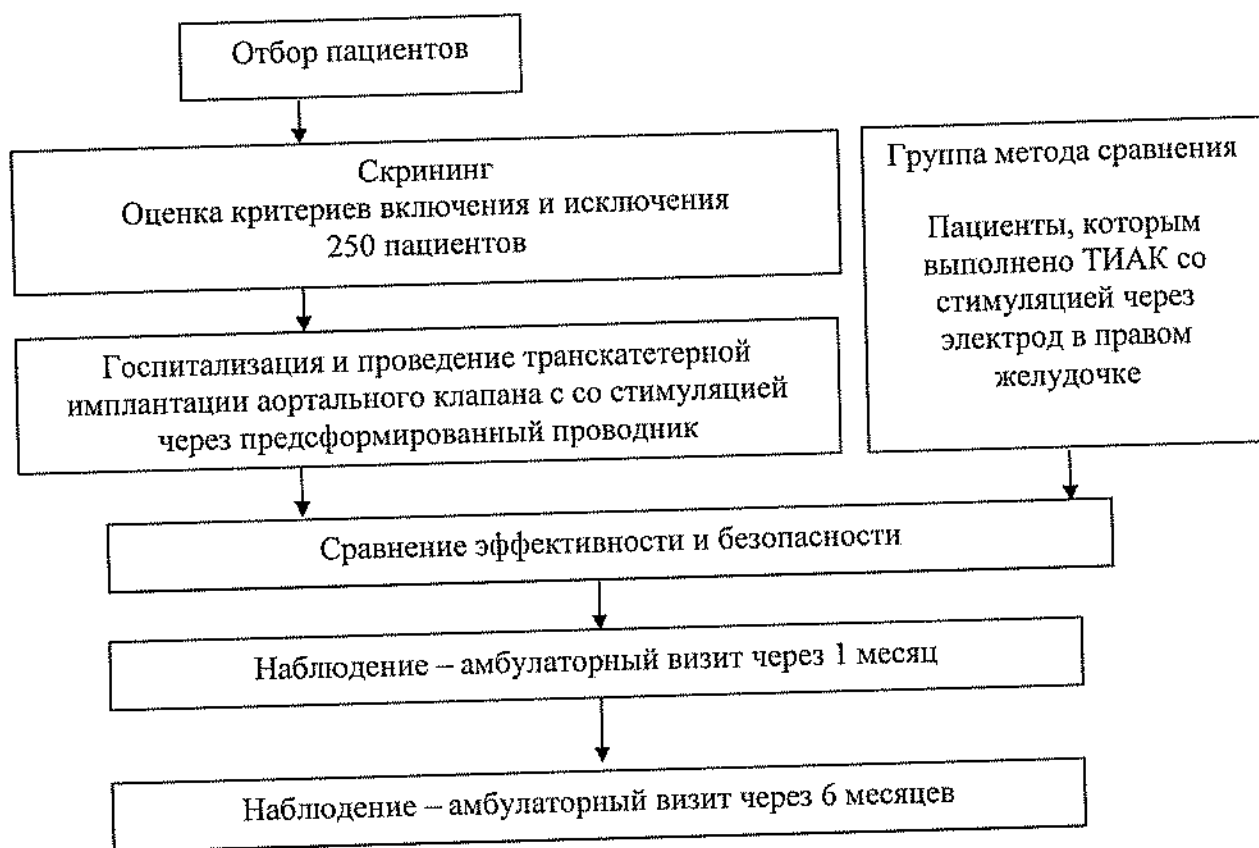 Отбор пациентов
Скрининг
Оценка критериев включения и исключения
250 пациентов
Группа метода сравнения
Пациенты, которым
выполнено ТИАК со
стимуляцией через
электрод в правом
желудочке
Госпитализация и проведение транскатетерной
имплантации аортального клапана с со стимуляцией
через предсформированный проводник
Сравнение эффективности и безопасности
Наблюдение – амбулаторный визит через 1 месяц
Наблюдение – амбулаторный визит через 6 месяцев